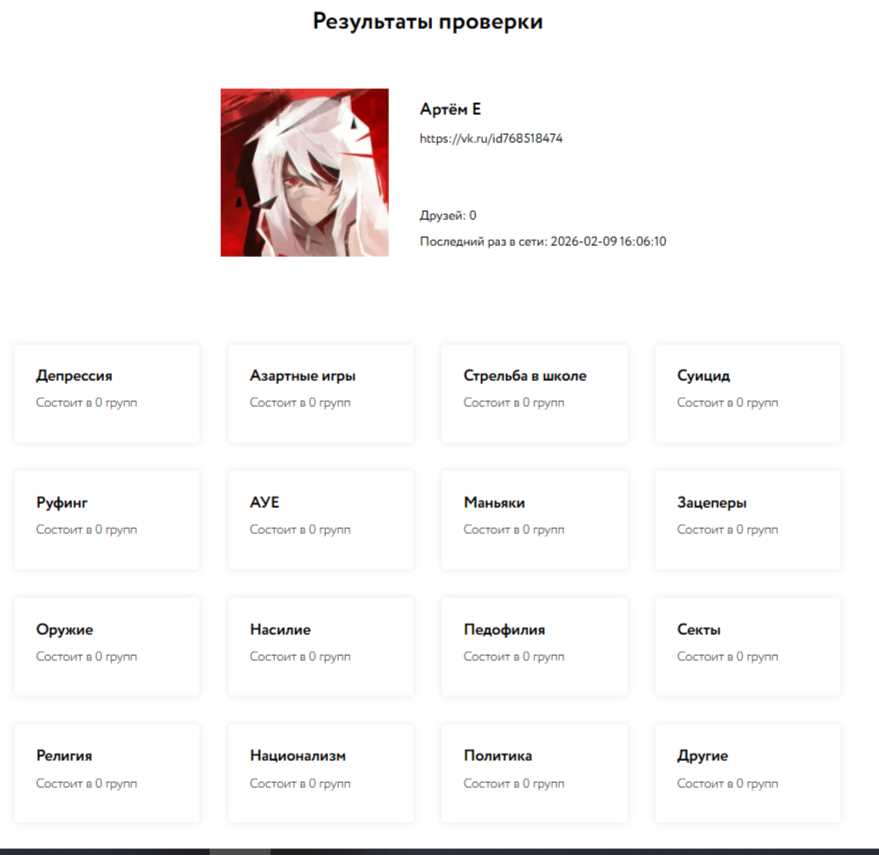 Результаты проверки
Артём Е
https://vk.ru/id768518474
Друзей: 0
Последний раз в сети: 2026-02-09 16:06:10
Депрессия
Состоит в 0 групп
Азартные игры
Состоит в 0 групп
Стрельба в школе
Состоит в 0 групп
Суицид
Состоит в 0 групп
Руфинг
Состоит в 0 групп
АУЕ
Состоит в 0 групп
Маньяки
Состоит в 0 групп
Зацеперы
Состоит в 0 групп
Оружие
Состоит в 0 групп
Насилие
Состоит в 0 групп
Педофилия
Состоит в 0 групп
Секты
Состоит в 0 групп
Религия
Состоит в 0 групп
Национализм
Состоит в 0 групп
Политика
Состоит в 0 групп
Другие
Состоит в 0 групп